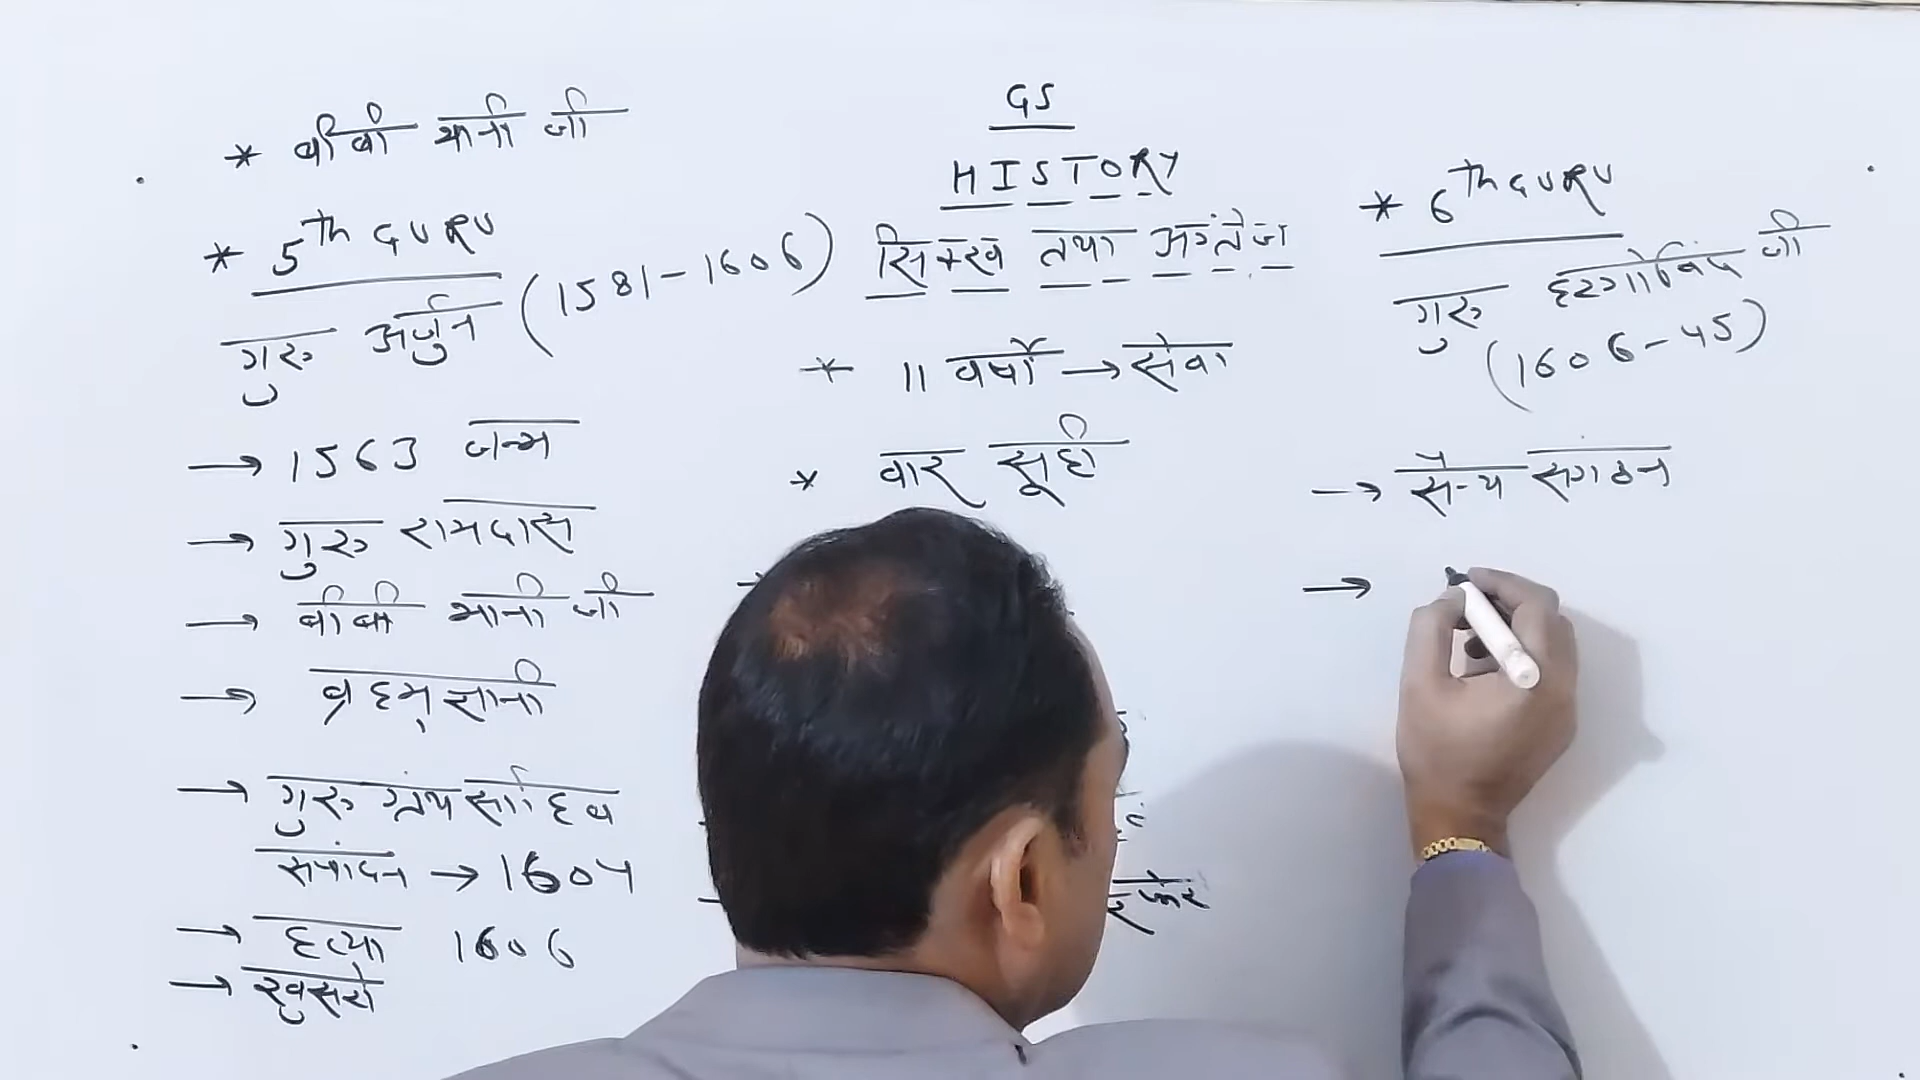 * बीबी भानी जी
* 5th GURU
गुरु अर्जुन (1581-1606)
→ 1563 जन्म
→ गुरु रामदास
→ बीबी भानी जी
→ ब्रहम् ज्ञानी
→ गुरु ग्रंथ साहिब
संपादन → 1604
→ हत्या 1606
→ खुसरो
GS
HISTORY
सिक्ख तथा अंग्रेज
* 11 वर्षों → सेवा
* वार सूही
* 6th GURU
गुरु हरगोविंद जी
(1606-45)
→ सैन्य संगठन
→